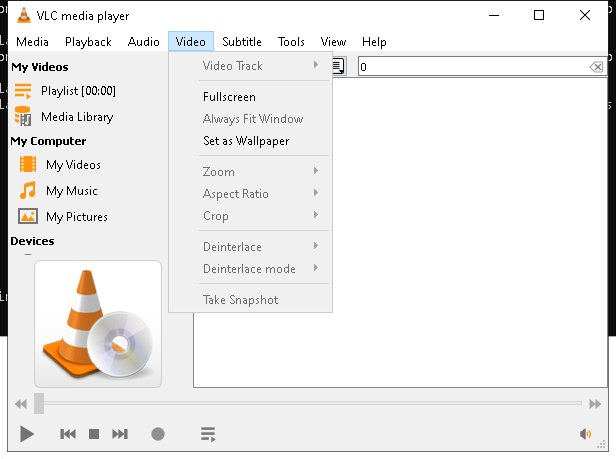 VLC media player
Media Playback Audio Video Subtitle Tools View Help
My Videos
Playlist [00:00]
Media Library
My Computer
My Videos
My Music
My Pictures
Devices
0
Video Track
Fullscreen
Always Fit Window
Set as Wallpaper
Zoom
Aspect Ratio
Crop
Deinterlace
Deinterlace mode
Take Snapshot